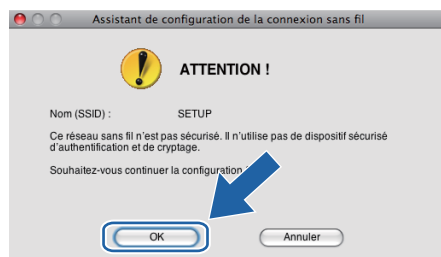 Assistant de configuration de la connexion sans fil
ATTENTION !
Nom (SSID) : SETUP
Ce réseau sans fil n'est pas sécurisé. Il n'utilise pas de dispositif sécurisé
d'authentification et de cryptage.
Souhaitez-vous continuer la configuration
OK Annuler